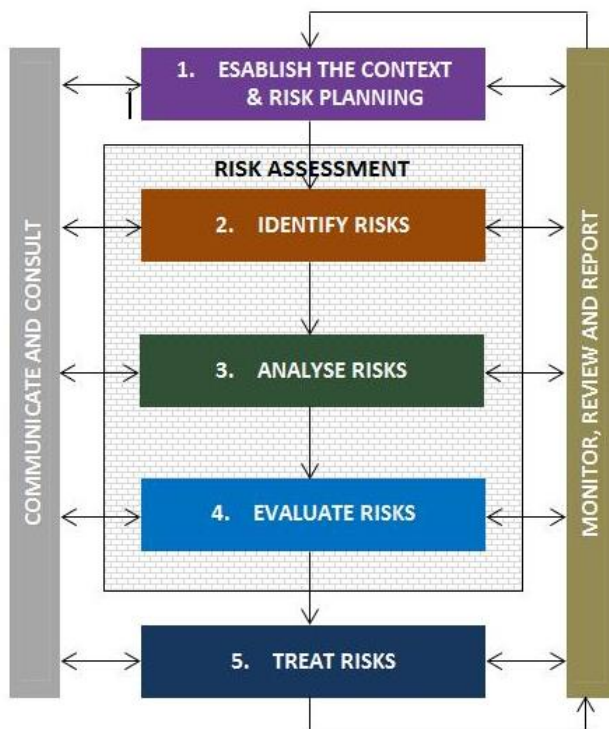 1. ESABLISH THE CONTEXT
& RISK PLANNING
RISK ASSESSMENT
2. IDENTIFY RISKS
3. ANALYSE RISKS
4. EVALUATE RISKS
5. TREAT RISKS
COMMUNICATE AND CONSULT
MONITOR, REVIEW AND REPORT